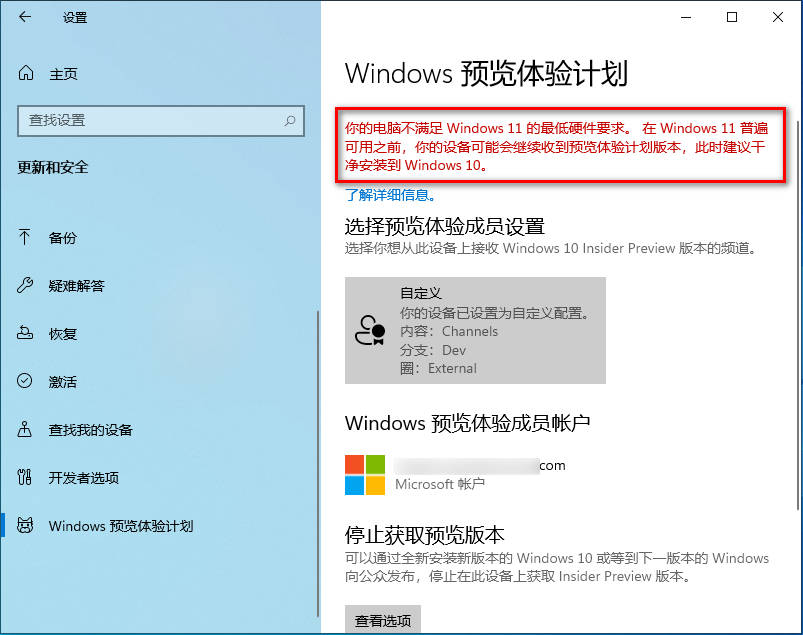 设置
主页
查找设置
更新和安全
备份
疑难解答
恢复
激活
查找我的设备
开发者选项
Windows 预览体验计划
Windows 预览体验计划
你的电脑不满足 Windows 11 的最低硬件要求。 在 Windows 11 普遍
可用之前，你的设备可能会继续收到预览体验计划版本，此时建议干
净安装到 Windows 10。
了解详细信息。
选择预览体验成员设置
选择你想从此设备上接收 Windows 10 Insider Preview 版本的频道。
自定义
你的设备已设置为自定义配置。
内容：Channels
分支：Dev
圈：External
Windows 预览体验成员帐户
com
Microsoft 帐户
停止获取预览版本
可以通过全新安装新版本的 Windows 10 或等到下一版本的 Windows
向公众发布，停止在此设备上获取 Insider Preview 版本。
查看选项